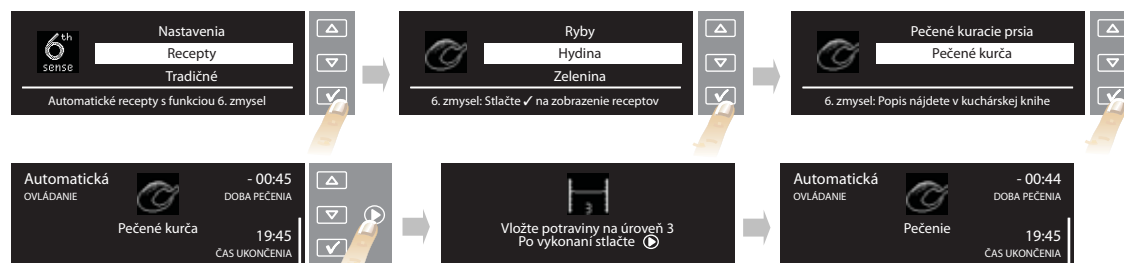 6th sense
Nastavenia
Recepty
Tradičné
Automatické recepty s funkciou 6. zmysel
Ryby
Hydina
Zelenina
6. zmysel: Stlačte ✓ na zobrazenie receptov
Pečené kuracie prsia
Pečené kurča
6. zmysel: Popis nájdete v kuchárskej knihe
Automatická
OVLÁDANIE
- 00:45
DOBA PEČENIA
Pečené kurča
19:45
ČAS UKONČENIA
3
Vložte potraviny na úroveň 3
Po vykonaní stlačte
Automatická
OVLÁDANIE
- 00:44
DOBA PEČENIA
Pečenie
19:45
ČAS UKONČENIA